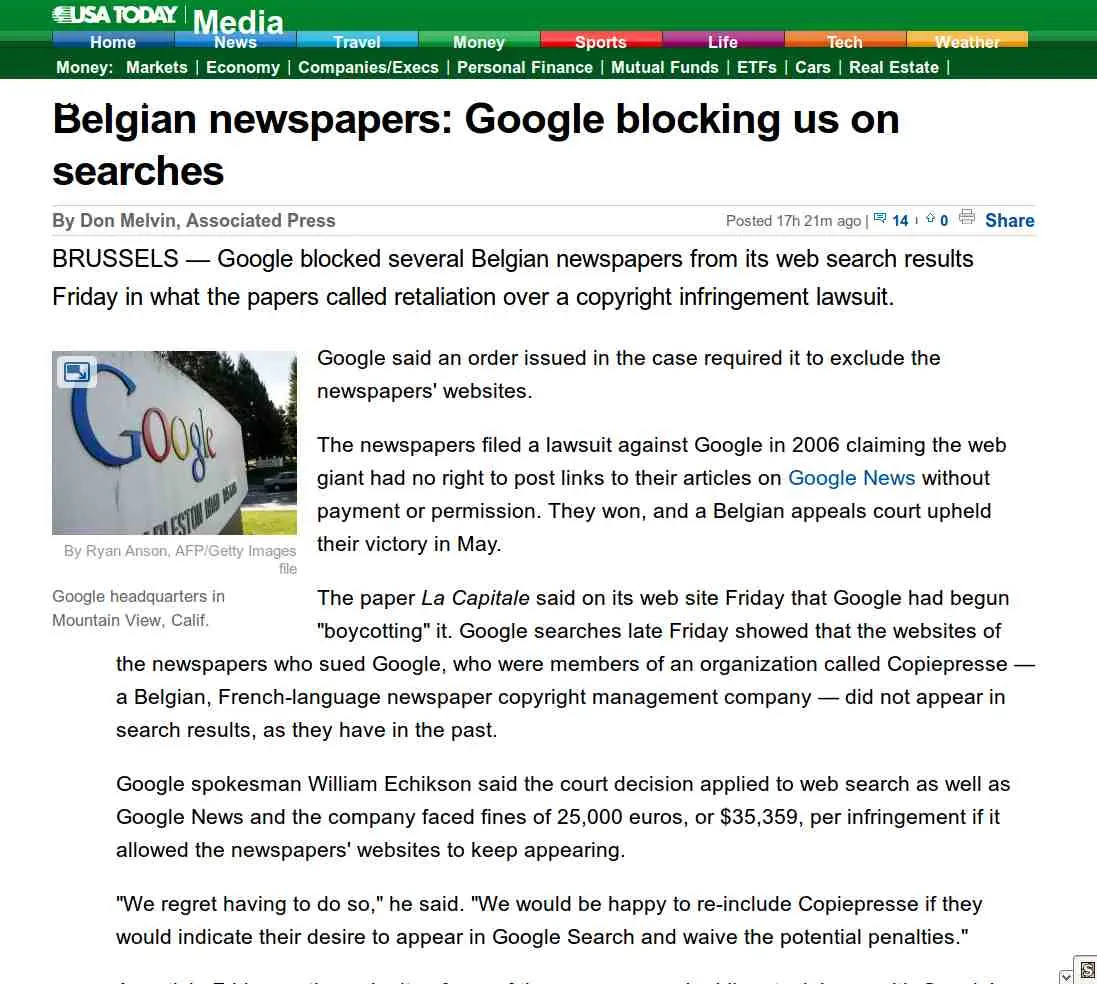 USA TODAY
Media
Home News Travel Money Sports Life Tech Weather
Money: Markets | Economy | Companies/Execs | Personal Finance | Mutual Funds | ETFs | Cars | Real Estate |
Belgian newspapers: Google blocking us on
searches
By Don Melvin, Associated Press
Posted 17h 21m ago | 14 | 0 Share
BRUSSELS — Google blocked several Belgian newspapers from its web search results
Friday in what the papers called retaliation over a copyright infringement lawsuit.
Google
By Ryan Anson, AFP/Getty Images
file
Google headquarters in
Mountain View, Calif.
Google said an order issued in the case required it to exclude the
newspapers' websites.
The newspapers filed a lawsuit against Google in 2006 claiming the web
giant had no right to post links to their articles on Google News without
payment or permission. They won, and a Belgian appeals court upheld
their victory in May.
The paper La Capitale said on its web site Friday that Google had begun
"boycotting" it. Google searches late Friday showed that the websites of
the newspapers who sued Google, who were members of an organization called Copiepresse —
a Belgian, French-language newspaper copyright management company — did not appear in
search results, as they have in the past.
Google spokesman William Echikson said the court decision applied to web search as well as
Google News and the company faced fines of 25,000 euros, or $35,359, per infringement if it
allowed the newspapers' websites to keep appearing.
"We regret having to do so," he said. "We would be happy to re-include Copiepresse if they
would indicate their desire to appear in Google Search and waive the potential penalties."